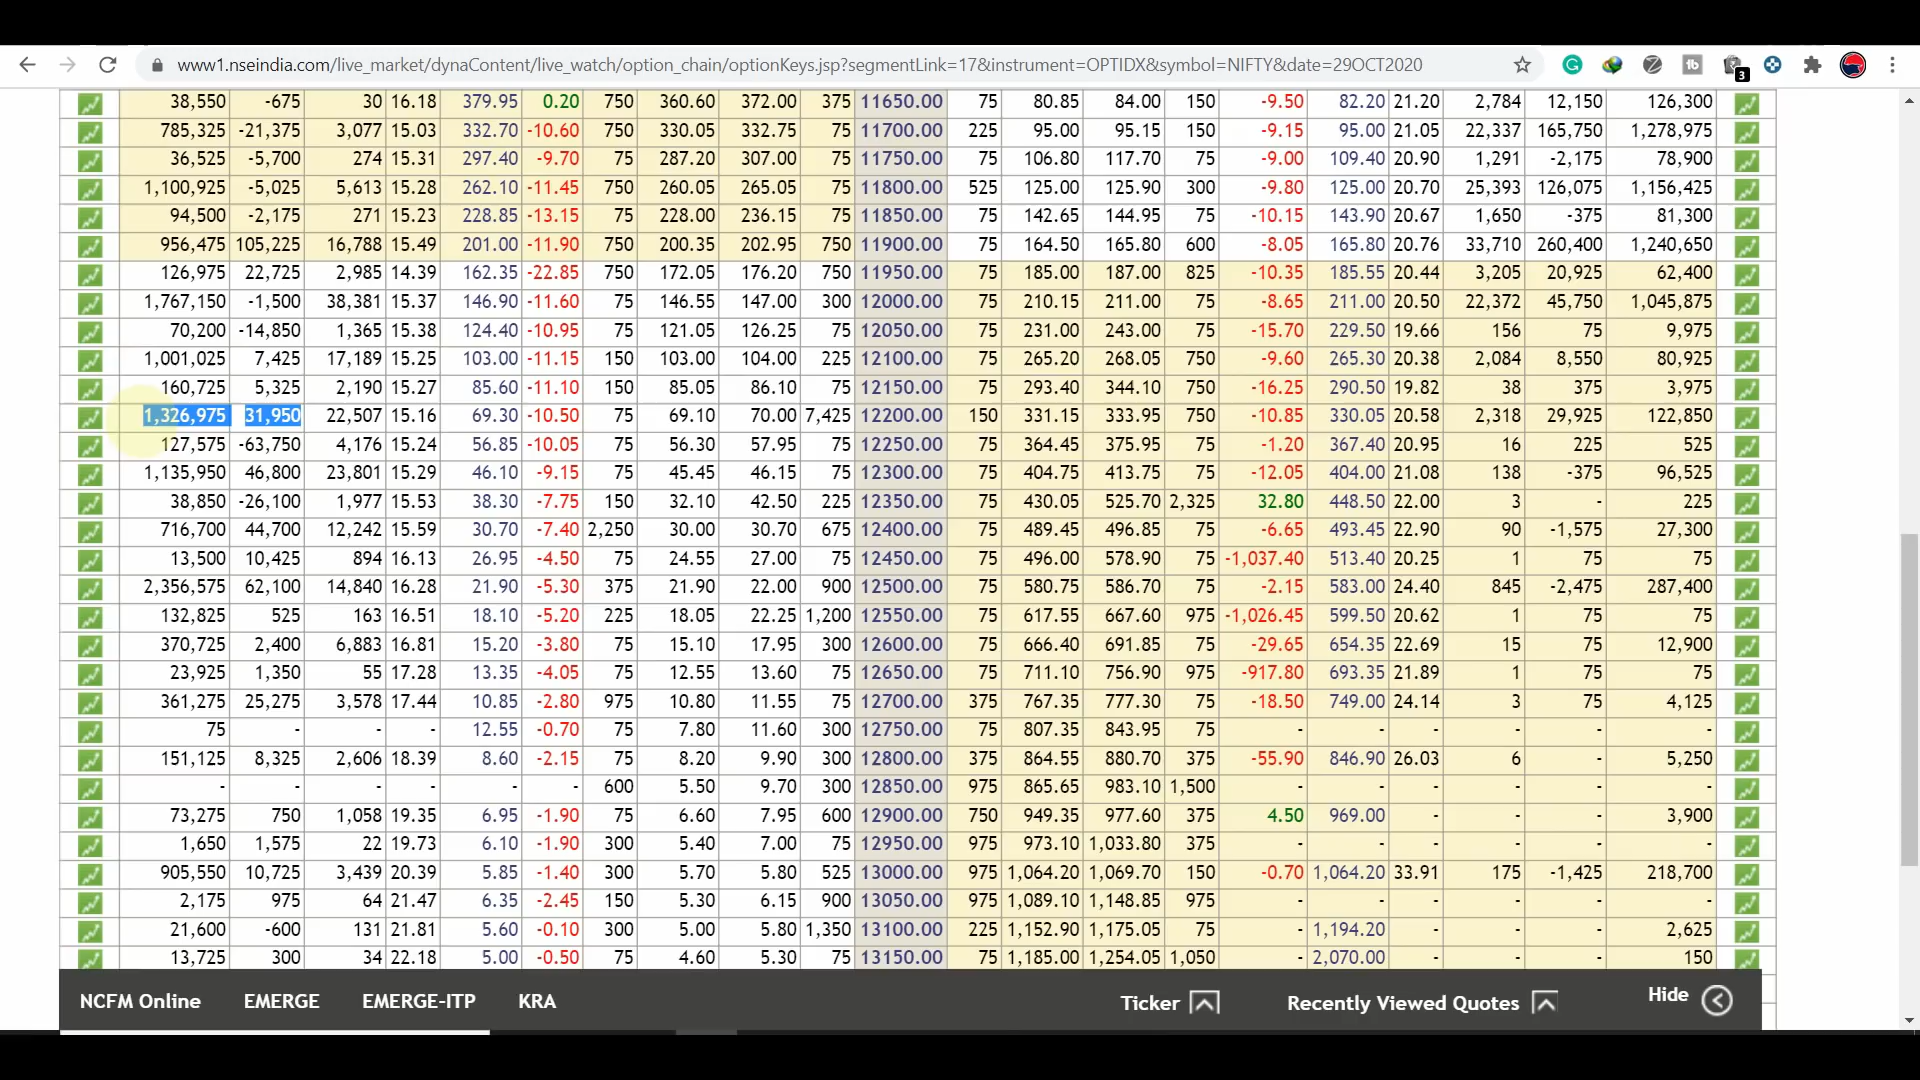 www1.nseindia.com/live_market/dynaContent/live_watch/option_chain/optionKeys.jsp?segmentLink=17&instrument=OPTIDX&symbol=NIFTY&date=29OCT2020
3
38,550 -675 30 16.18 379.95 0.20 750 360.60 372.00 375 11650.00 75 80.85 84.00 150 -9.50 82.20 21.20 2,784 12,150 126,300
785,325 -21,375 3,077 15.03 332.70 -10.60 750 330.05 332.75 75 11700.00 225 95.00 95.15 150 -9.15 95.00 21.05 22,337 165,750 1,278,975
36,525 -5,700 274 15.31 297.40 -9.70 75 287.20 307.00 75 11750.00 75 106.80 117.70 75 -9.00 109.40 20.90 1,291 -2,175 78,900
1,100,925 -5,025 5,613 15.28 262.10 -11.45 750 260.05 265.05 75 11800.00 525 125.00 125.90 300 -9.80 125.00 20.70 25,393 126,075 1,156,425
94,500 -2,175 271 15.23 228.85 -13.15 75 228.00 236.15 75 11850.00 75 142.65 144.95 75 -10.15 143.90 20.67 1,650 -375 81,300
956,475 105,225 16,788 15.49 201.00 -11.90 750 200.35 202.95 750 11900.00 75 164.50 165.80 600 -8.05 165.80 20.76 33,710 260,400 1,240,650
126,975 22,725 2,985 14.39 162.35 -22.85 750 172.05 176.20 750 11950.00 75 185.00 187.00 825 -10.35 185.55 20.44 3,205 20,925 62,400
1,767,150 -1,500 38,381 15.37 146.90 -11.60 75 146.55 147.00 300 12000.00 75 210.15 211.00 75 -8.65 211.00 20.50 22,372 45,750 1,045,875
70,200 -14,850 1,365 15.38 124.40 -10.95 75 121.05 126.25 75 12050.00 75 231.00 243.00 75 -15.70 229.50 19.66 156 75 9,975
1,001,025 7,425 17,189 15.25 103.00 -11.15 150 103.00 104.00 225 12100.00 75 265.20 268.05 750 -9.60 265.30 20.38 2,084 8,550 80,925
160,725 5,325 2,190 15.27 85.60 -11.10 150 85.05 86.10 75 12150.00 75 293.40 344.10 750 -16.25 290.50 19.82 38 375 3,975
1,326,975 31,950 22,507 15.16 69.30 -10.50 75 69.10 70.00 7,425 12200.00 150 331.15 333.95 750 -10.85 330.05 20.58 2,318 29,925 122,850
127,575 -63,750 4,176 15.24 56.85 -10.05 75 56.30 57.95 75 12250.00 75 364.45 375.95 75 -1.20 367.40 20.95 16 225 525
1,135,950 46,800 23,801 15.29 46.10 -9.15 75 45.45 46.15 75 12300.00 75 404.75 413.75 75 -12.05 404.00 21.08 138 -375 96,525
38,850 -26,100 1,977 15.53 38.30 -7.75 150 32.10 42.50 225 12350.00 75 430.05 525.70 2,325 32.80 448.50 22.00 3 - 225
716,700 44,700 12,242 15.59 30.70 -7.40 2,250 30.00 30.70 675 12400.00 75 489.45 496.85 75 -6.65 493.45 22.90 90 -1,575 27,300
13,500 10,425 894 16.13 26.95 -4.50 75 24.55 27.00 75 12450.00 75 496.00 578.90 75 -1,037.40 513.40 20.25 1 75 75
2,356,575 62,100 14,840 16.28 21.90 -5.30 375 21.90 22.00 900 12500.00 75 580.75 586.70 75 -2.15 583.00 24.40 845 -2,475 287,400
132,825 525 163 16.51 18.10 -5.20 225 18.05 22.25 1,200 12550.00 75 617.55 667.60 975 -1,026.45 599.50 20.62 1 75 75
370,725 2,400 6,883 16.81 15.20 -3.80 75 15.10 17.95 300 12600.00 75 666.40 691.85 75 -29.65 654.35 22.69 15 75 12,900
23,925 1,350 55 17.28 13.35 -4.05 75 12.55 13.60 75 12650.00 75 711.10 756.90 975 -917.80 693.35 21.89 1 75 75
361,275 25,275 3,578 17.44 10.85 -2.80 975 10.80 11.55 75 12700.00 375 767.35 777.30 75 -18.50 749.00 24.14 3 75 4,125
75 - - - 12.55 -0.70 75 7.80 11.60 300 12750.00 75 807.35 843.95 75 - - - - - -
151,125 8,325 2,606 18.39 8.60 -2.15 75 8.20 9.90 300 12800.00 375 864.55 880.70 375 -55.90 846.90 26.03 6 - 5,250
- - - - - - 600 5.50 9.70 300 12850.00 975 865.65 983.10 1,500 - - - - - -
73,275 750 1,058 19.35 6.95 -1.90 75 6.60 7.95 600 12900.00 750 949.35 977.60 375 4.50 969.00 - - - 3,900
1,650 1,575 22 19.73 6.10 -1.90 300 5.40 7.00 75 12950.00 975 973.10 1,033.80 375 - - - - - -
905,550 10,725 3,439 20.39 5.85 -1.40 300 5.70 5.80 525 13000.00 975 1,064.20 1,069.70 150 -0.70 1,064.20 33.91 175 -1,425 218,700
2,175 975 64 21.47 6.35 -2.45 150 5.30 6.15 900 13050.00 975 1,089.10 1,148.85 975 - - - - - -
21,600 -600 131 21.81 5.60 -0.10 300 5.00 5.80 1,350 13100.00 225 1,152.90 1,175.05 75 - 1,194.20 - - - 2,625
13,725 300 34 22.18 5.00 -0.50 75 4.60 5.30 75 13150.00 75 1,185.00 1,254.05 1,050 - 2,070.00 - - - 150
NCFM Online EMERGE EMERGE-ITP KRA Ticker Recently Viewed Quotes Hide